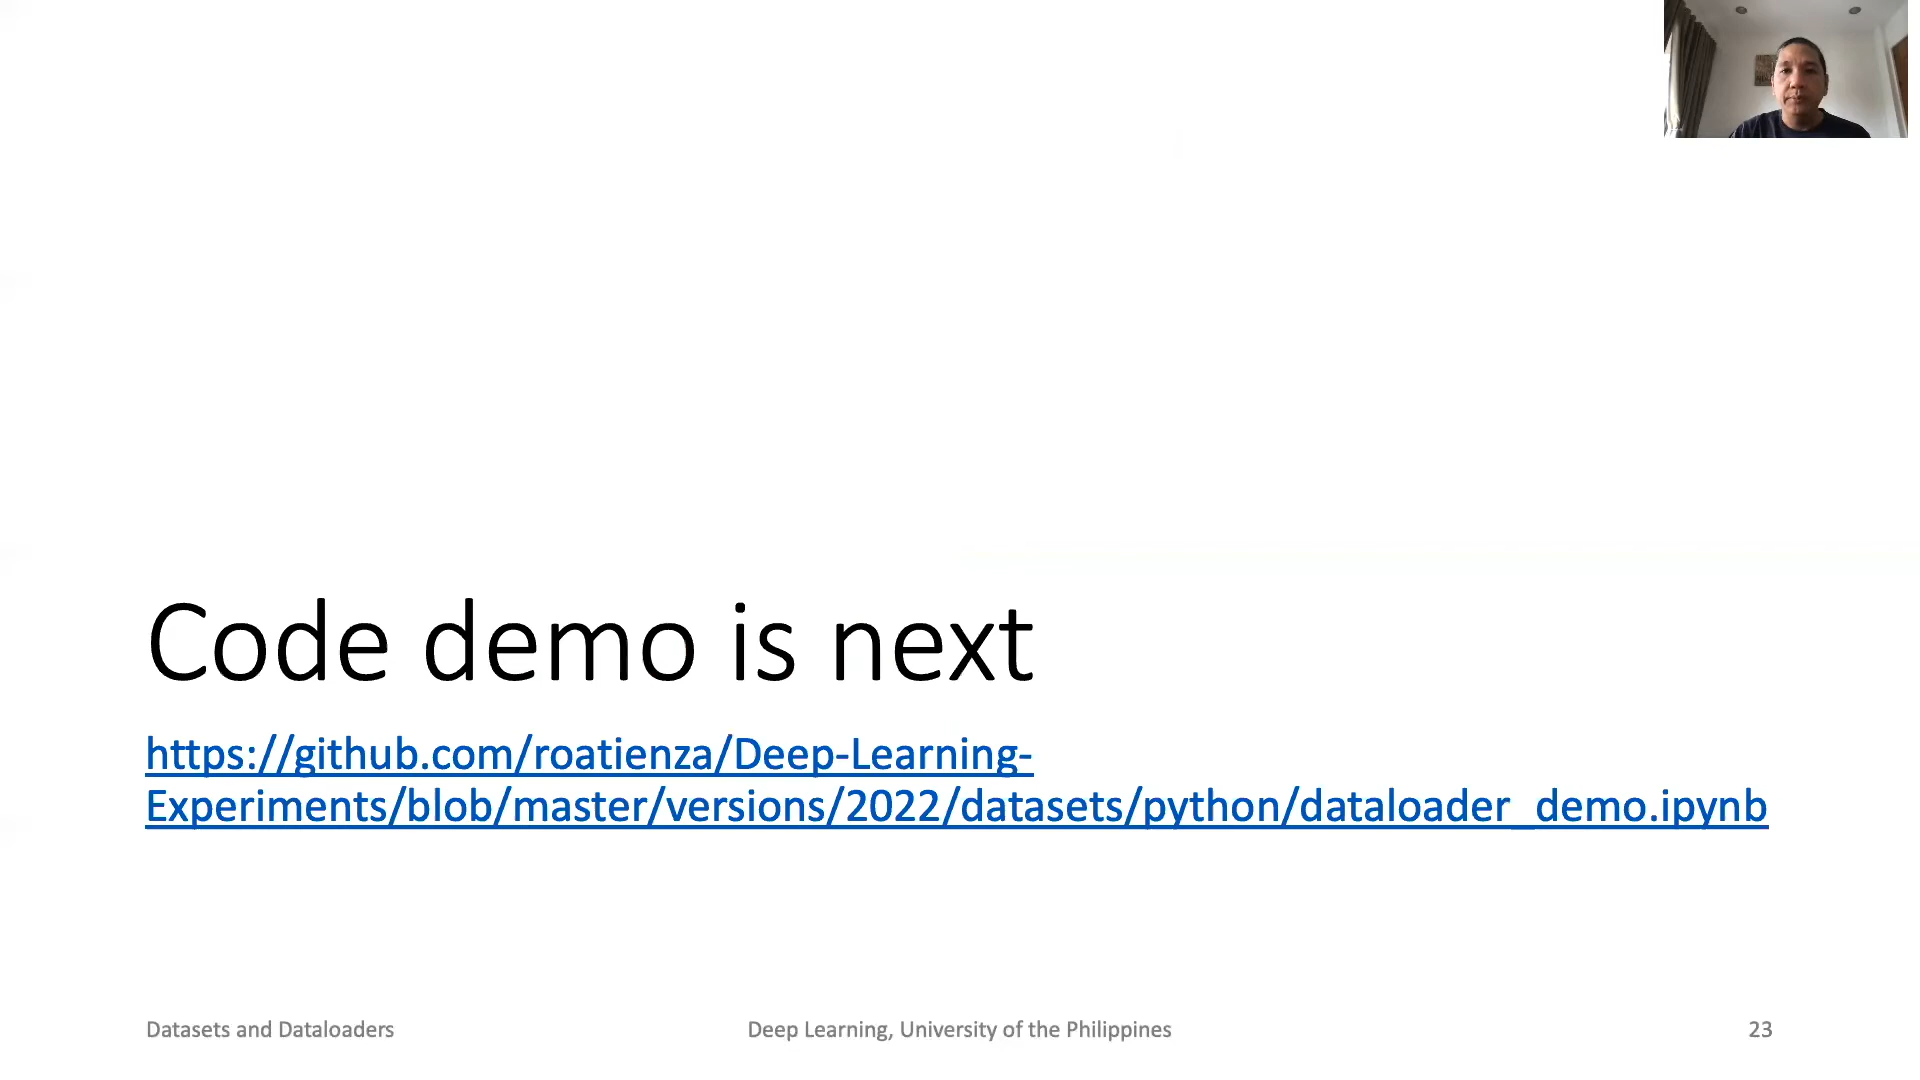 Code demo is next
https://github.com/roatienza/Deep-Learning-
Experiments/blob/master/versions/2022/datasets/python/dataloader_demo.ipynb
Datasets and Dataloaders
Deep Learning, University of the Philippines
23